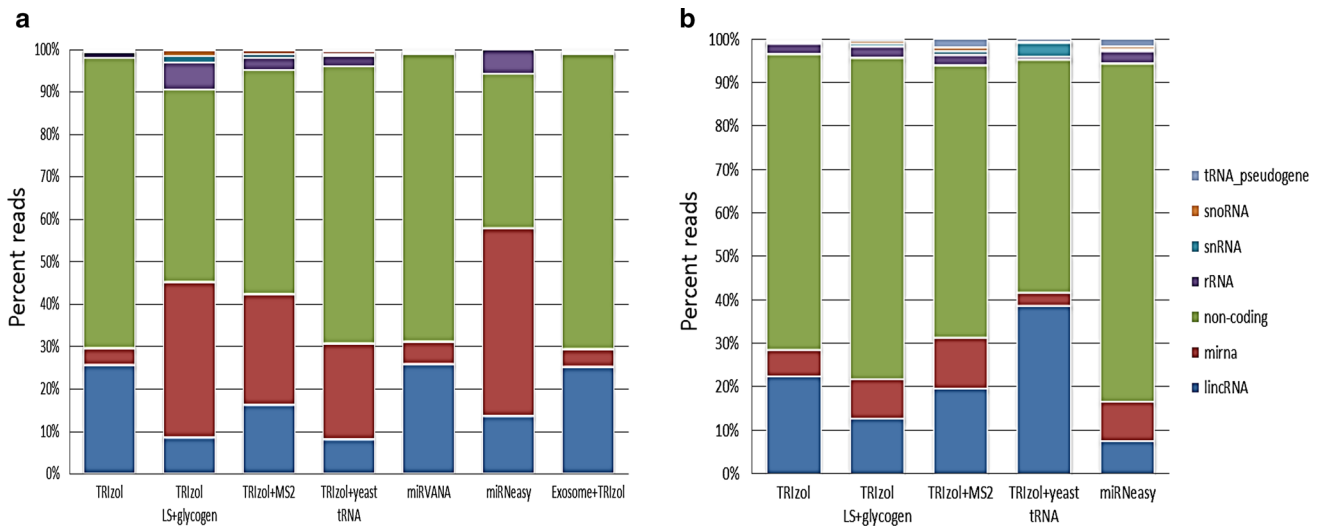 a
Percent reads
100%
90%
80%
70%
60%
50%
40%
30%
20%
10%
0%
TRIzol
TRIzol
LS+glycogen
TRIzol+MS2
TRIzol+yeast
tRNA
miRVANA
miRNeasy
Exosome+TRIzol
b
Percent reads
100%
90%
80%
70%
60%
50%
40%
30%
20%
10%
0%
TRIzol
TRIzol
LS+glycogen
TRIzol+MS2
TRIzol+yeast
tRNA
miRNeasy
tRNA_pseudogene
snoRNA
snRNA
rRNA
non-coding
mirna
lincRNA